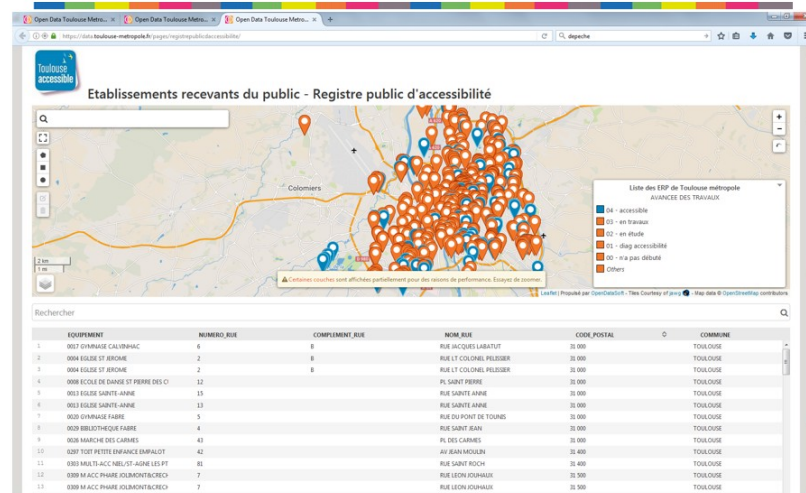 Open Data Toulouse Metro... × Open Data Toulouse Metro... × Open Data Toulouse Metro... × +
https://data.toulouse-metropole.fr/pages/registrepublicdaccessibilite/ depeche
Toulouse
accessible
Etablissements recevants du public - Registre public d'accessibilité
Colomiers
+
-
Liste des ERP de Toulouse métropole
AVANCEE DES TRAVAUX
04 - accessible
03 - en travaux
02 - en étude
01 - diag accessibilité
00 - n'a pas débuté
Others
2 km
1 mi
Certaines couches sont affichées partiellement pour des raisons de performance. Essayez de zoomer.
Leaflet | Propulsé par OpenDataSoft - Tiles Courtesy of jawg - Map data © OpenStreetMap contributors
Rechercher
EQUIPEMENT NUMERO_RUE COMPLEMENT_RUE NOM_RUE CODE_POSTAL COMMUNE
1 0017 GYMNASE CALVINHAC 6 B RUE JACQUES LABATUT 31 000 TOULOUSE
2 0004 EGLISE ST JEROME 2 B RUE LT COLONEL PELISSIER 31 000 TOULOUSE
3 0004 EGLISE ST JEROME 2 B RUE LT COLONEL PELISSIER 31 000 TOULOUSE
4 0008 ECOLE DE DANSE ST PIERRE DES C 12 PL SAINT PIERRE 31 000 TOULOUSE
5 0013 EGLISE SAINTE-ANNE 15 RUE SAINTE ANNE 31 000 TOULOUSE
6 0013 EGLISE SAINTE-ANNE 13 RUE SAINTE ANNE 31 000 TOULOUSE
7 0020 GYMNASE FABRE 5 RUE DU PONT DE TOUNIS 31 000 TOULOUSE
8 0029 BIBLIOTHEQUE FABRE 4 RUE SAINT JEAN 31 000 TOULOUSE
9 0026 MARCHE DES CARMES 43 PL DES CARMES 31 000 TOULOUSE
10 0297 TOIT PETITE ENFANCE EMPALOT 42 AV JEAN MOULIN 31 400 TOULOUSE
11 0303 MULTI-ACC NIEL/ST-AGNE LES PT 81 RUE SAINT ROCH 31 400 TOULOUSE
12 0309 M ACC PHARE JOLIMONT&CRECH 7 RUE LEON JOUHAUX 31 500 TOULOUSE
13 0309 M ACC PHARE JOLIMONT&CRECH 7 RUE LEON JOUHAUX 31 500 TOULOUSE